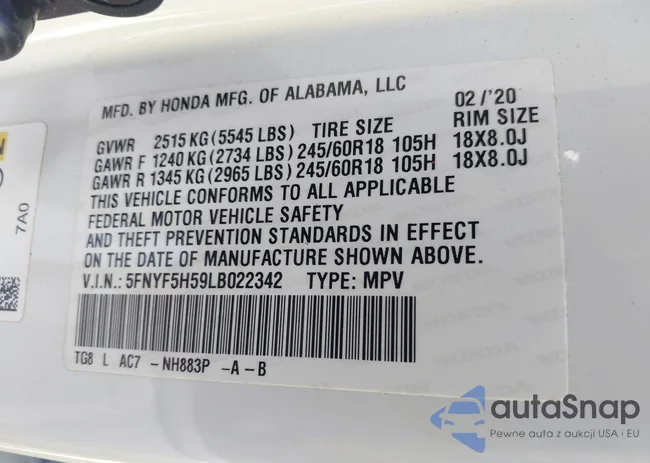 MFD. BY HONDA MFG. OF ALABAMA, LLC
02/'20
GVWR 2515 KG (5545 LBS) TIRE SIZE RIM SIZE
GAWR F 1240 KG (2734 LBS) 245/60R18 105H 18X8.0J
GAWR R 1345 KG (2965 LBS) 245/60R18 105H 18X8.0J
THIS VEHICLE CONFORMS TO ALL APPLICABLE
FEDERAL MOTOR VEHICLE SAFETY
AND THEFT PREVENTION STANDARDS IN EFFECT
ON THE DATE OF MANUFACTURE SHOWN ABOVE.
V.I.N.: 5FNYF5H59LB022342 TYPE: MPV
TG8 L AC7 -NH883P -A-B
7A0
autaSnap
Pewne auta z aukcji USA i EU